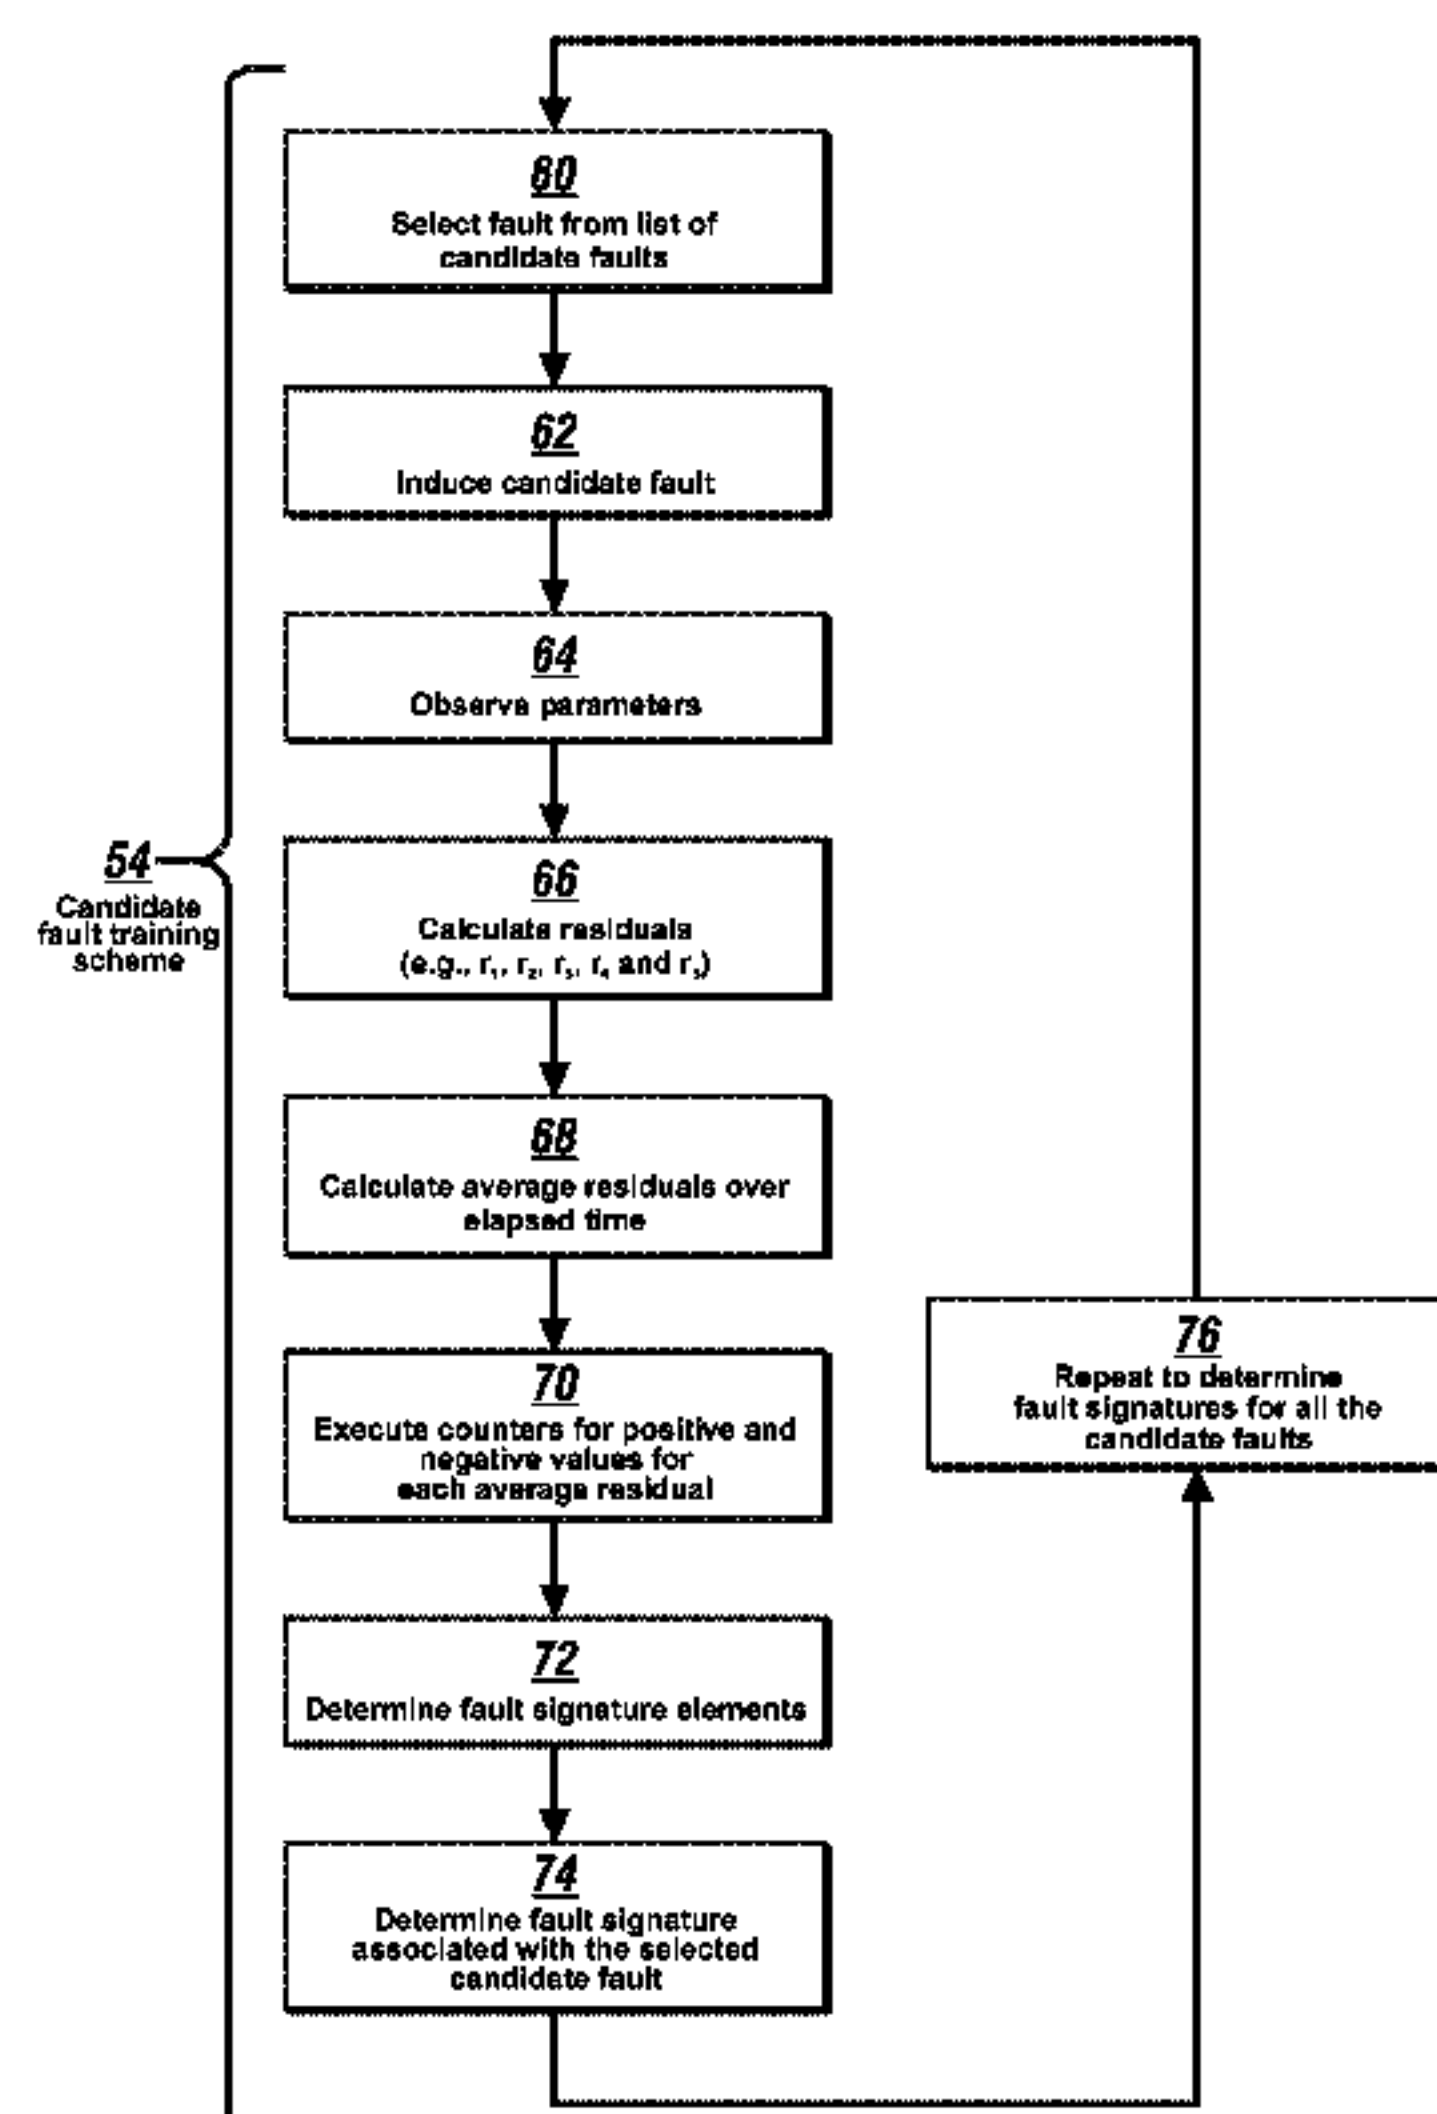 60
Select fault from list of
candidate faults
62
Induce candidate fault
64
Observe parameters
66
Calculate residuals
(e.g., r₁, r₂, r₃, r₄ and r₅)
68
Calculate average residuals over
elapsed time
70
Execute counters for positive and
negative values for
each average residual
72
Determine fault signature elements
74
Determine fault signature
associated with the selected
candidate fault
54
Candidate
fault training
scheme
76
Repeat to determine
fault signatures for all the
candidate faults